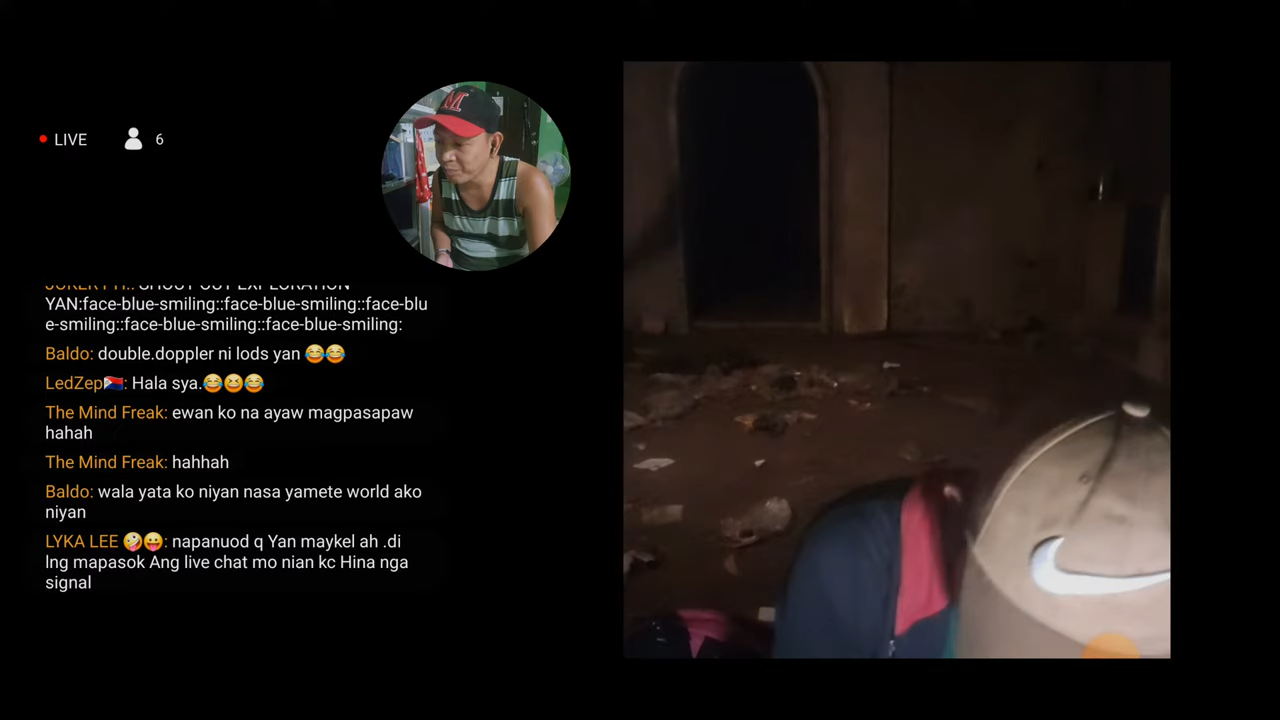 LIVE 6
M
YAN:face-blue-smiling::face-blue-smiling::face-blu
e-smiling::face-blue-smiling::face-blue-smiling:
Baldo: double.doppler ni lods yan 😂😂
LedZep🇵🇭: Hala sya.😂😆😂
The Mind Freak: ewan ko na ayaw magpasapaw
hahah
The Mind Freak: hahhah
Baldo: wala yata ko niyan nasa yamete world ako
niyan
LYKA LEE 🤪😜: napanuod q Yan maykel ah .di
lng mapasok Ang live chat mo nian kc Hina nga
signal